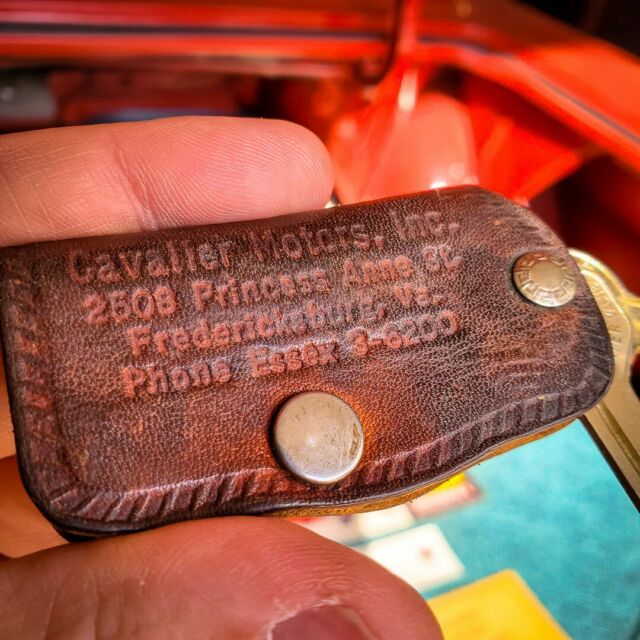 Cavalier Motors, Inc.
2508 Princess Anne St.
Fredericksburg, Va.
Phone Essex 3-6200